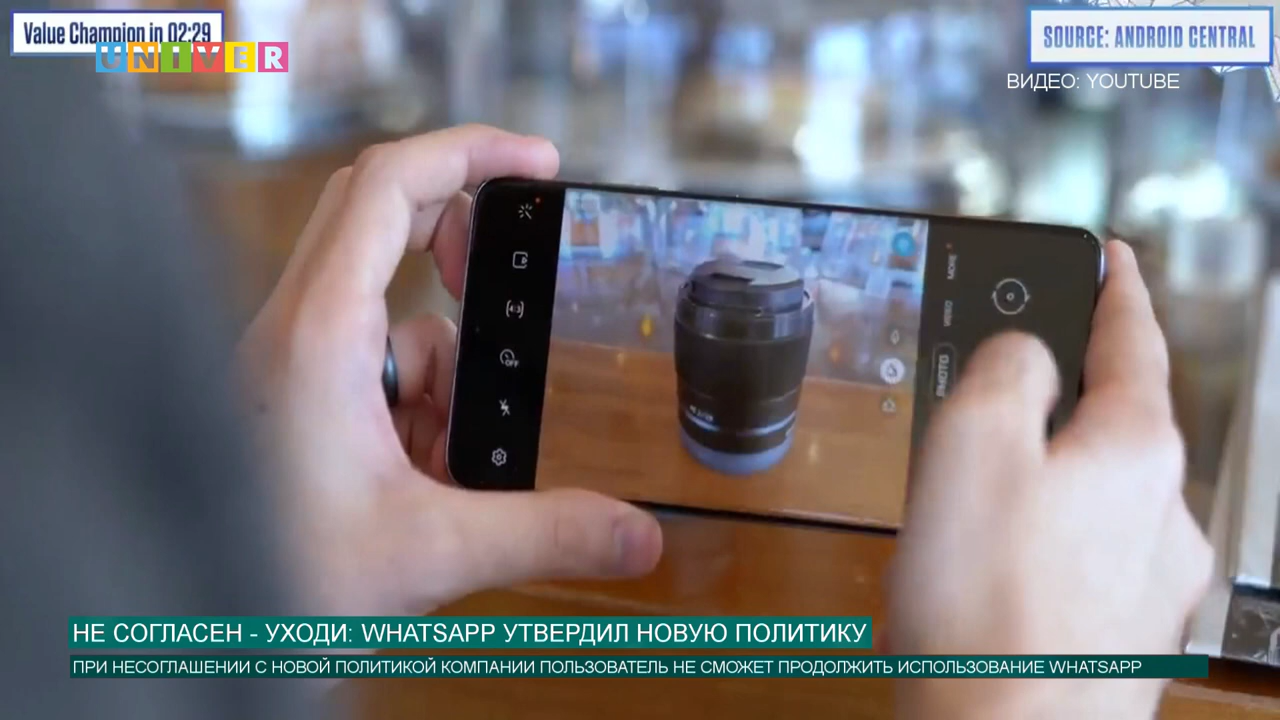 Value Champion in 02:29
UNIVER
SOURCE: ANDROID CENTRAL
ВИДЕО: YOUTUBE
MORE
VIDEO
PHOTO
OFF
НЕ СОГЛАСЕН - УХОДИ: WHATSAPP УТВЕРДИЛ НОВУЮ ПОЛИТИКУ
ПРИ НЕСОГЛАШЕНИИ С НОВОЙ ПОЛИТИКОЙ КОМПАНИИ ПОЛЬЗОВАТЕЛЬ НЕ СМОЖЕТ ПРОДОЛЖИТЬ ИСПОЛЬЗОВАНИЕ WHATSAPP